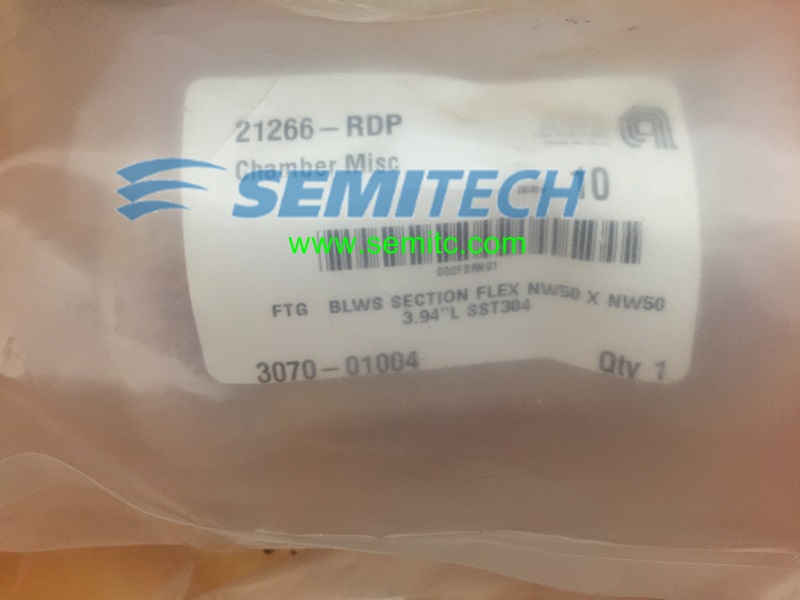 21266-RDP
Chamber Misc
10
SEMITECH
www.semitc.com
000F8RN01
FTG BLWS SECTION FLEX NW50 X NW50
3.94"L SST304
3070-01004
Qty 1